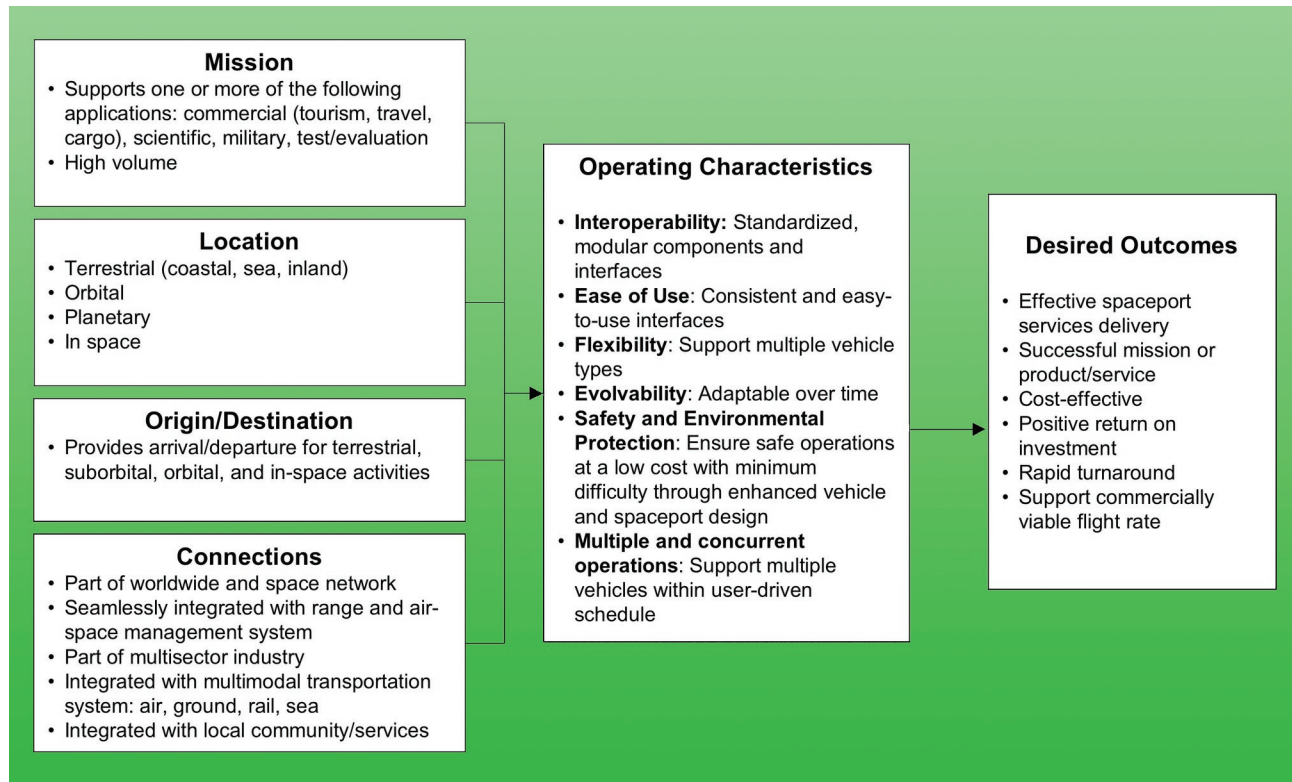 Mission
• Supports one or more of the following
applications: commercial (tourism, travel,
cargo), scientific, military, test/evaluation
• High volume
Location
• Terrestrial (coastal, sea, inland)
• Orbital
• Planetary
• In space
Origin/Destination
• Provides arrival/departure for terrestrial,
suborbital, orbital, and in-space activities
Connections
• Part of worldwide and space network
• Seamlessly integrated with range and air-
space management system
• Part of multisector industry
• Integrated with multimodal transportation
system: air, ground, rail, sea
• Integrated with local community/services
Operating Characteristics
• Interoperability: Standardized,
modular components and
interfaces
• Ease of Use: Consistent and easy-
to-use interfaces
• Flexibility: Support multiple vehicle
types
• Evolvability: Adaptable over time
• Safety and Environmental
Protection: Ensure safe operations
at a low cost with minimum
difficulty through enhanced vehicle
and spaceport design
• Multiple and concurrent
operations: Support multiple
vehicles within user-driven
schedule
Desired Outcomes
• Effective spaceport
services delivery
• Successful mission or
product/service
• Cost-effective
• Positive return on
investment
• Rapid turnaround
• Support commercially
viable flight rate